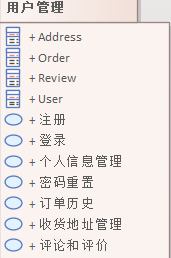 用户管理
+ Address
+ Order
+ Review
+ User
+ 注册
+ 登录
+ 个人信息管理
+ 密码重置
+ 订单历史
+ 收货地址管理
+ 评论和评价